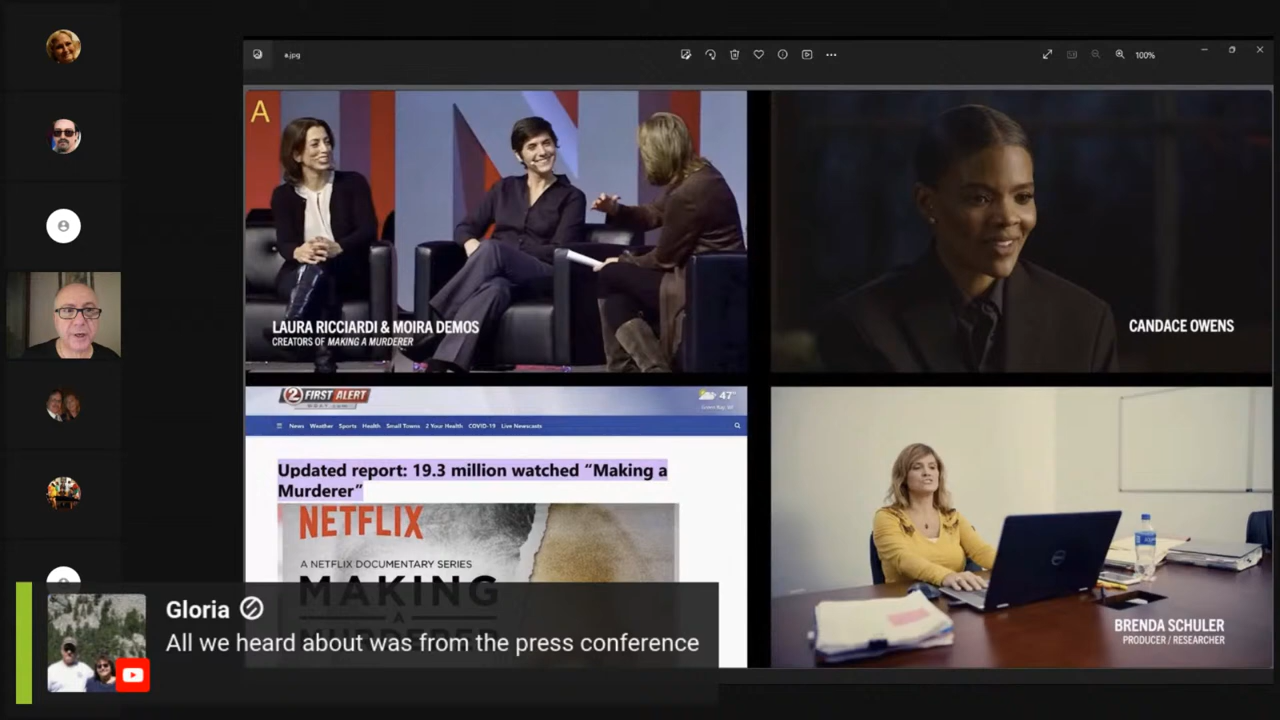 a.jpg
100%
A
LAURA RICCIARDI & MOIRA DEMOS
CREATORS OF MAKING A MURDERER
CANDACE OWENS
2 FIRST ALERT
47°
News Weather Sports Health Small Towns 2 Your Health COVID-19 Live Newscasts
Updated report: 19.3 million watched “Making a
Murderer”
NETFLIX
A NETFLIX DOCUMENTARY SERIES
MAKING
A
MURDERER
DELL
BRENDA SCHULER
PRODUCER / RESEARCHER
Gloria
All we heard about was from the press conference